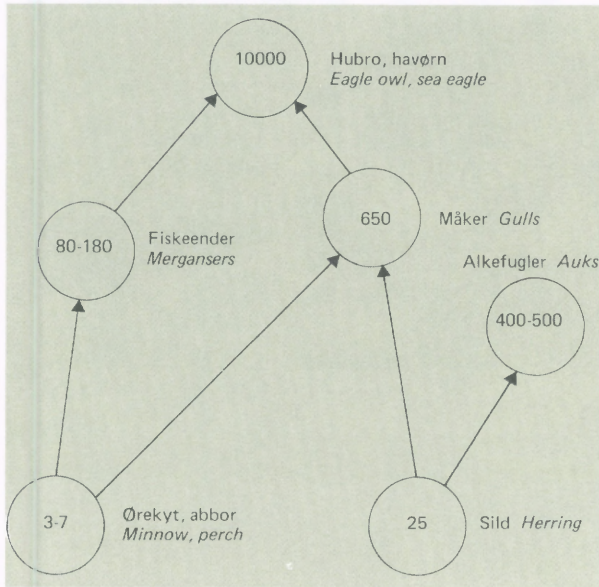 10000
Hubro, havørn
Eagle owl, sea eagle
650
Måker Gulls
80-180
Fiskeender
Mergansers
Alkefugler Auks
400-500
3-7
Ørekyt, abbor
Minnow, perch
25
Sild Herring